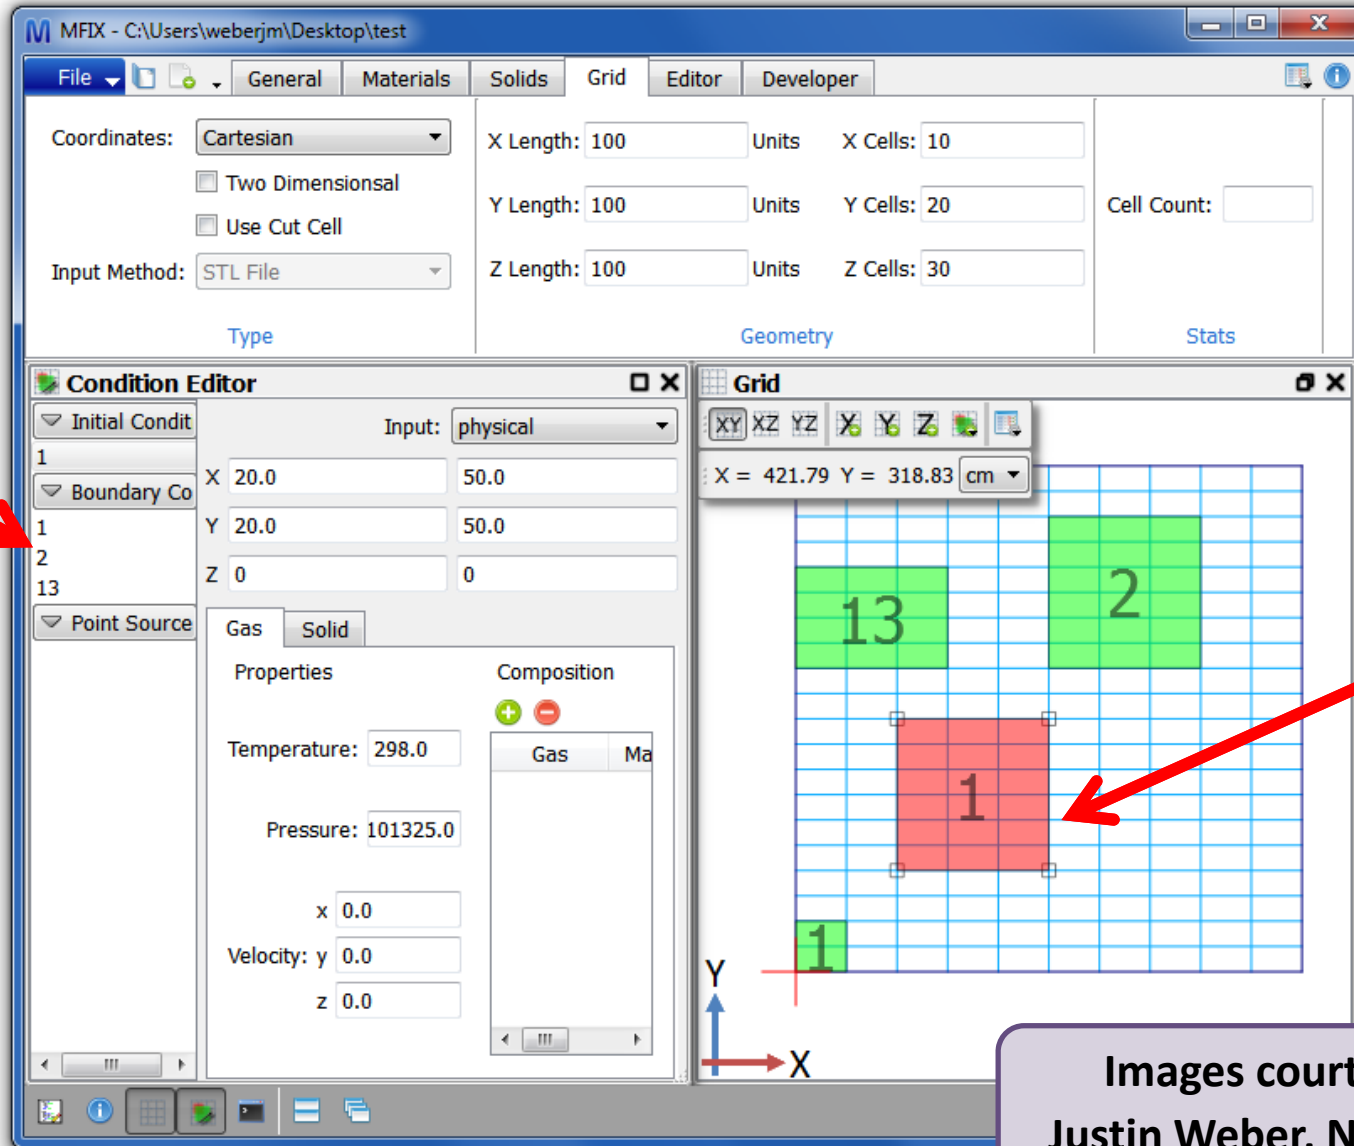 MFIX - C:\Users\weberjm\Desktop\test
File General Materials Solids Grid Editor Developer
Coordinates: Cartesian X Length: 100 Units X Cells: 10
Two Dimensionsal
Y Length: 100 Units Y Cells: 20 Cell Count:
Use Cut Cell
Input Method: STL File Z Length: 100 Units Z Cells: 30
Type Geometry Stats
Condition Editor
Initial Condit
1
Boundary Co
1
2
13
Point Source
Input: physical
X 20.0 50.0
Y 20.0 50.0
Z 0 0
Gas Solid
Properties Composition
Temperature: 298.0
Pressure: 101325.0
x 0.0
Velocity: y 0.0
z 0.0
Gas Ma
Grid
XY XZ YZ X Y Z
X = 421.79 Y = 318.83 cm
2
13
1
1
Y
X
Images court
Justin Weber, N